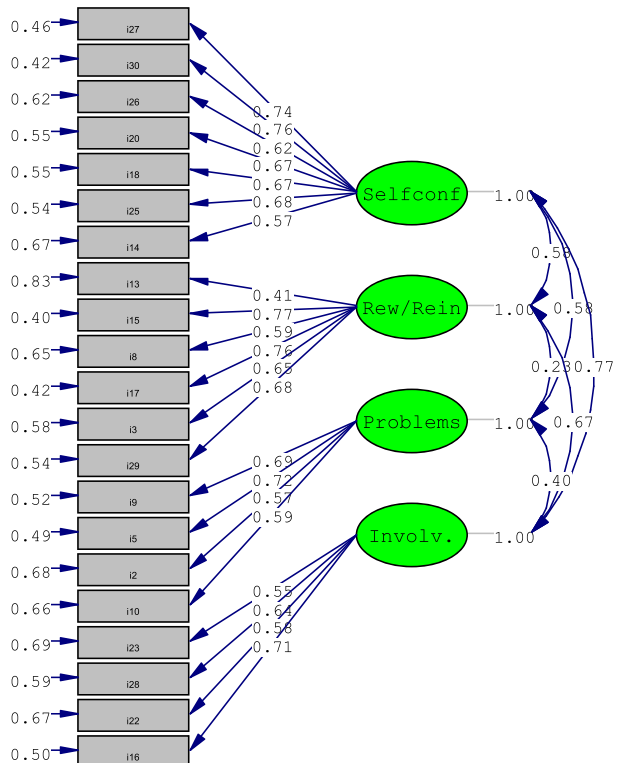 0.46 i27
0.42 i30
0.62 i26
0.55 i20
0.55 i18
0.54 i25
0.67 i14
0.83 i13
0.40 i15
0.65 i8
0.42 i17
0.58 i3
0.54 i29
0.52 i9
0.49 i5
0.68 i2
0.66 i10
0.69 i23
0.59 i28
0.67 i22
0.50 i16
0.74
0.76
0.62
0.67
0.67
0.68
0.57
0.41
0.77
0.59
0.76
0.65
0.68
0.69
0.72
0.57
0.59
0.55
0.64
0.58
0.71
Selfconf 1.00
Rew/Rein 1.00
Problems 1.00
Involv. 1.00
0.58
0.58
0.23 0.77
0.67
0.40